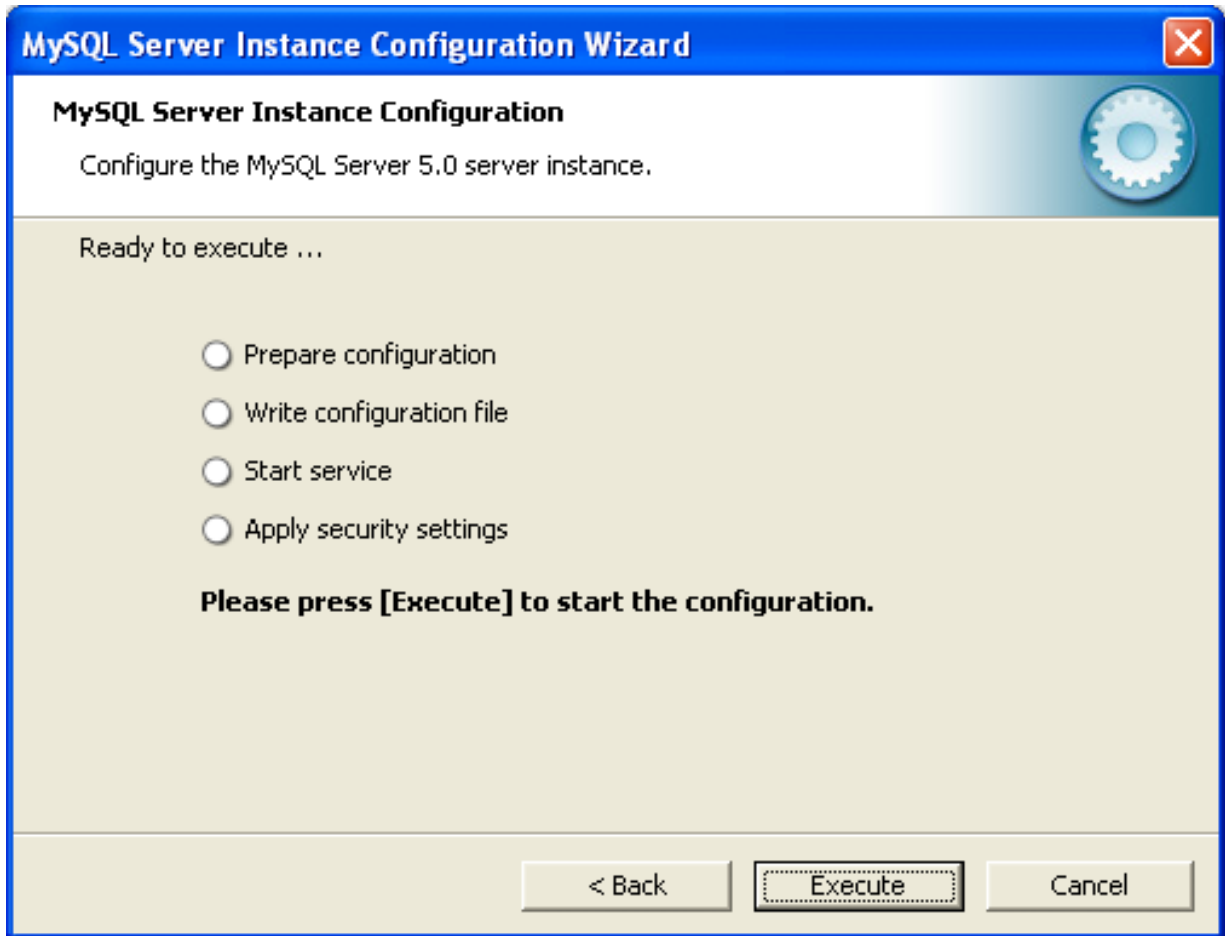 MySQL Server Instance Configuration Wizard
MySQL Server Instance Configuration
Configure the MySQL Server 5.0 server instance.
Ready to execute ...
Prepare configuration
Write configuration file
Start service
Apply security settings
Please press [Execute] to start the configuration.
< Back Execute Cancel